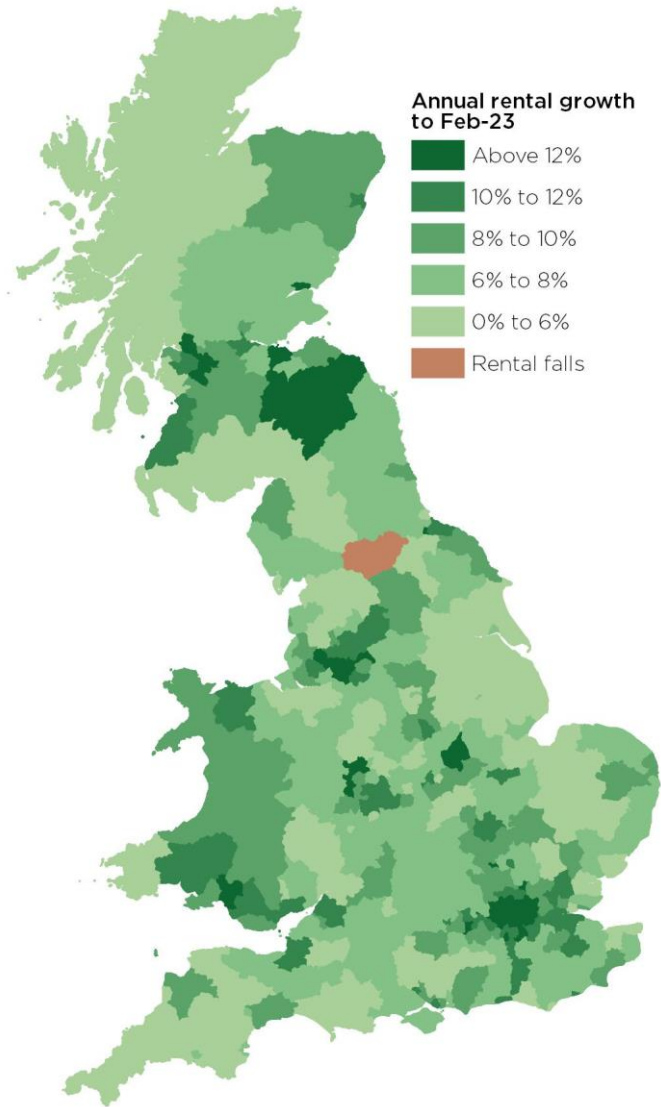 Annual rental growth
to Feb-23
Above 12%
10% to 12%
8% to 10%
6% to 8%
0% to 6%
Rental falls